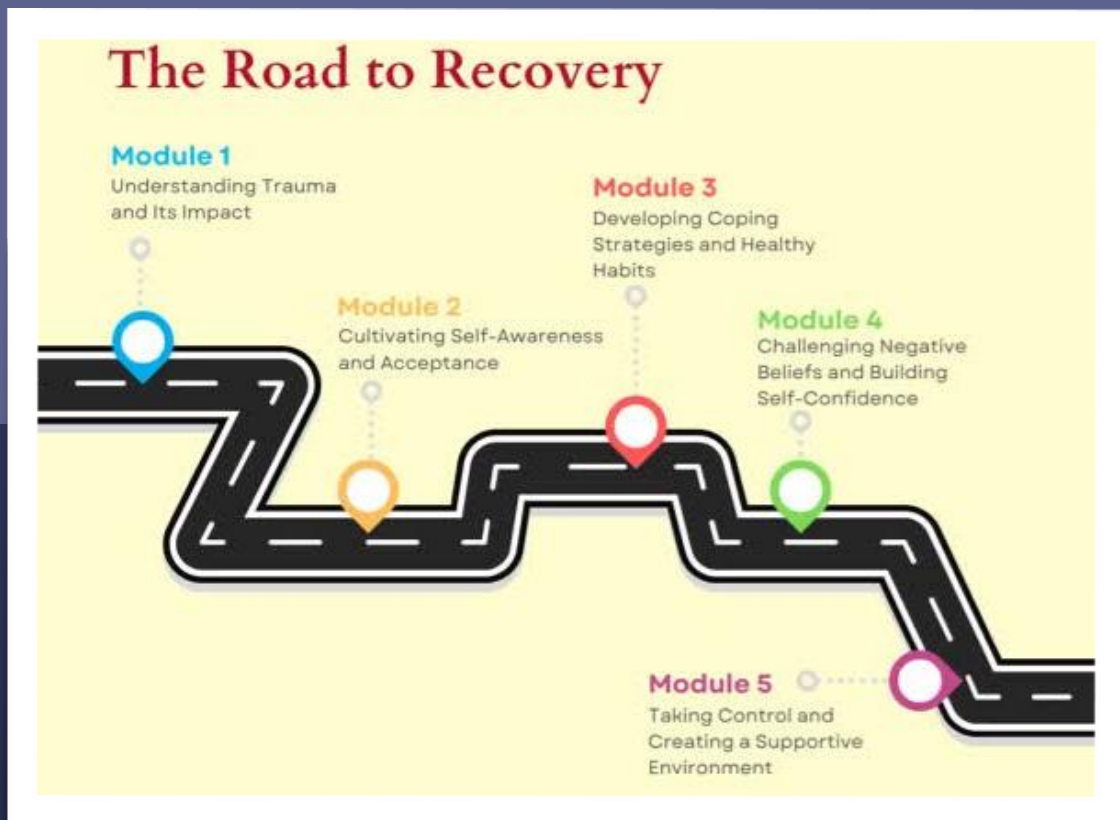 The Road to Recovery
Module 1
Understanding Trauma
and Its Impact
Module 2
Cultivating Self-Awareness
and Acceptance
Module 3
Developing Coping
Strategies and Healthy
Habits
Module 4
Challenging Negative
Beliefs and Building
Self-Confidence
Module 5
Taking Control and
Creating a Supportive
Environment